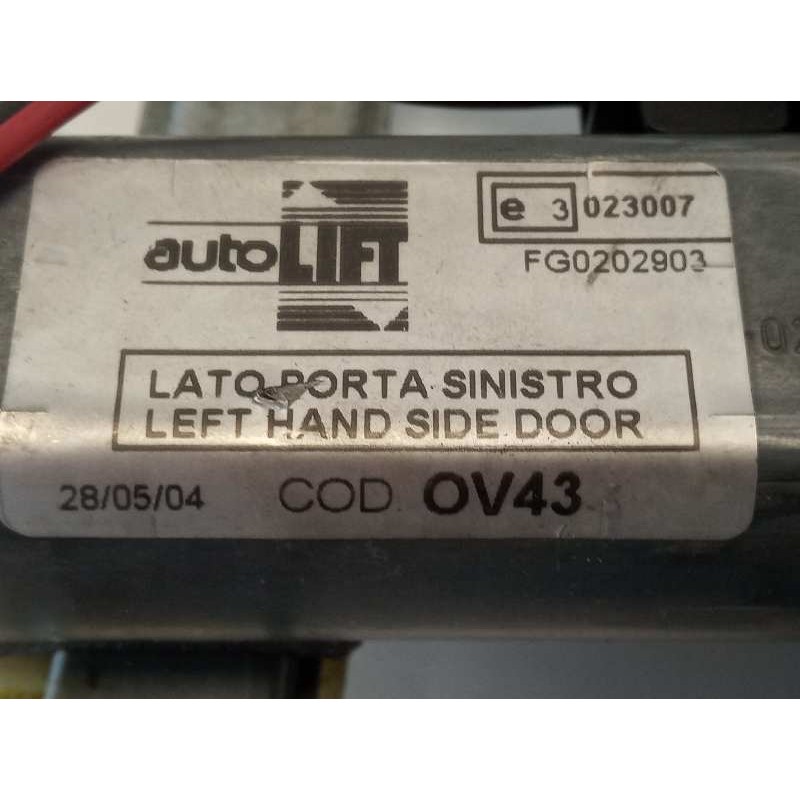 autoLIFT
e 3 023007
FG0202903
LATO PORTA SINISTRO
LEFT HAND SIDE DOOR
28/05/04 COD OV43